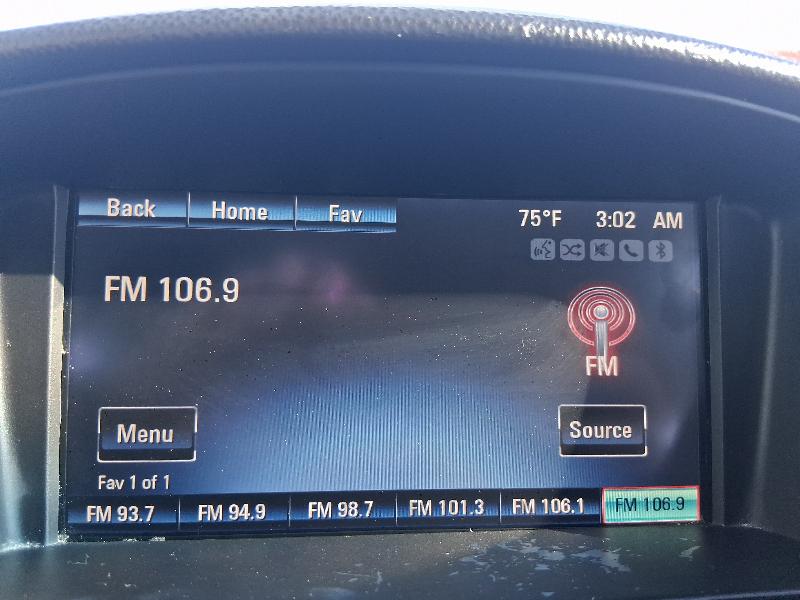 Back Home Fav 75°F 3:02 AM
FM 106.9
FM
Menu Source
Fav 1 of 1
FM 93.7 FM 94.9 FM 98.7 FM 101.3 FM 106.1 FM 106.9